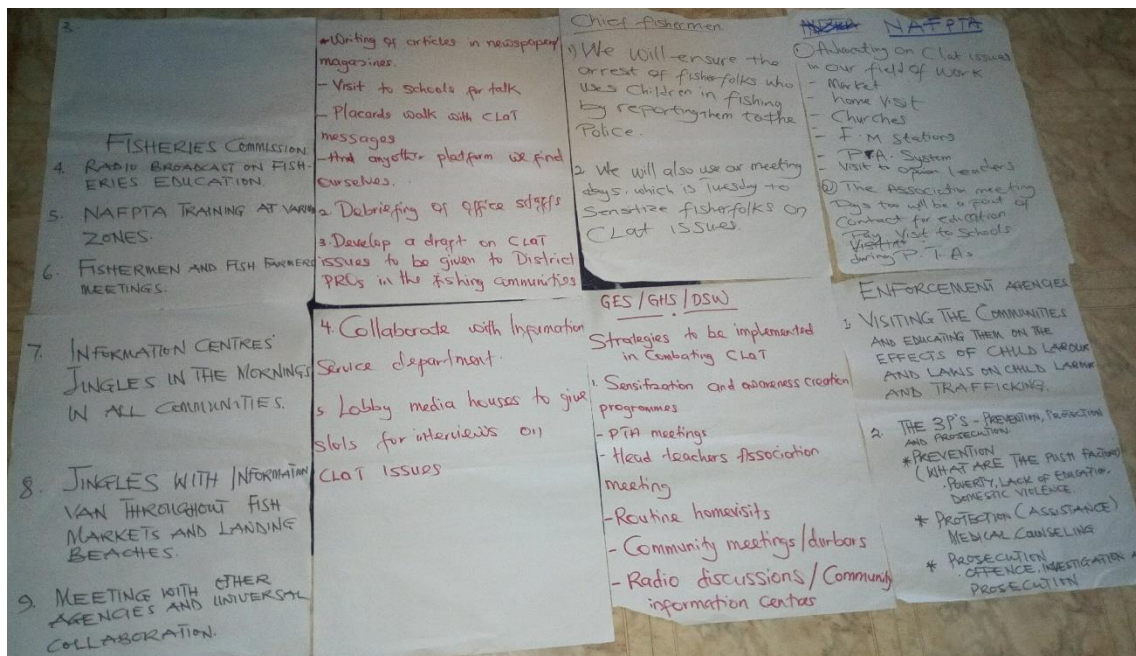 3
FISHERIES COMMISSION
4. RADIO BROADCAST ON FISH-
ERIES EDUCATION.
5. NAFPTA TRAINING AT VARIOUS
ZONES.
6. FISHERMEN AND FISH FARMERS
MEETINGS.
7. INFORMATION CENTRES'
JINGLES IN THE MORNINGS
IN ALL COMMUNITIES.
8. JINGLES WITH INFORMATION
VAN THROUGHOUT FISH
MARKETS AND LANDING
BEACHES.
9. MEETING WITH OTHER
AGENCIES AND UNIVERSAL
COLLABORATION.
- Writing of articles in newspaper/
magazines.
- Visit to schools for talk
- Placards walk with CLaT
messages
- And anyother platform we find
ourselves.
2. Debriefing of office staffs
3. Develop a draft on CLaT
issues to be given to District
PROs in the fishing communities
4. Collaborate with Information
Service department.
5 Lobby media houses to give
slots for interviews on
CLaT ISSUES
Chief fishermen.
1) We will ensure the
arrest of fisherfolks who
uses Children in fishing
by reporting them to the
Police.
2 We will also use our meeting
days, which is Tuesday to
Sensitize fisherfolks on
CLat issues.
GES/GHS/DSW
Strategies to be implemented
in Combating CLaT
1. Sensitization and awareness creation
programmes
- PTA meetings
- Head teachers Association
meeting
- Routine homevisits
- Community meetings/durbars
- Radio discussions/Community
information Centres
NAFPTA
① Advocating on Clat issues
in our field of work
- Market
- home visit
- Churches
- F.M stations
- P.A. System
- Visit to opinion leaders
② The Association meeting
Days too will be a point of
Contract for education
Pay Visit to Schools
during P.T.As
ENFORCEMENT AGENCIES
1. VISITING THE COMMUNITIES
AND EDUCATING THEM ON THE
EFFECTS OF CHILD LABOUR
AND LAWS ON CHILD LABOUR
AND TRAFFICKING.
2. THE 3P'S - PREVENTION, PROTECTION
AND PROSECUTION
* PREVENTION
(WHAT ARE THE PUSH FACTORS)
- POVERTY, LACK OF EDUCATION,
DOMESTIC VIOLENCE.
* PROTECTION (ASSISTANCE)
MEDICAL COUNSELING
* PROSECUTION
- OFFENCE, INVESTIGATION &
PROSECUTION